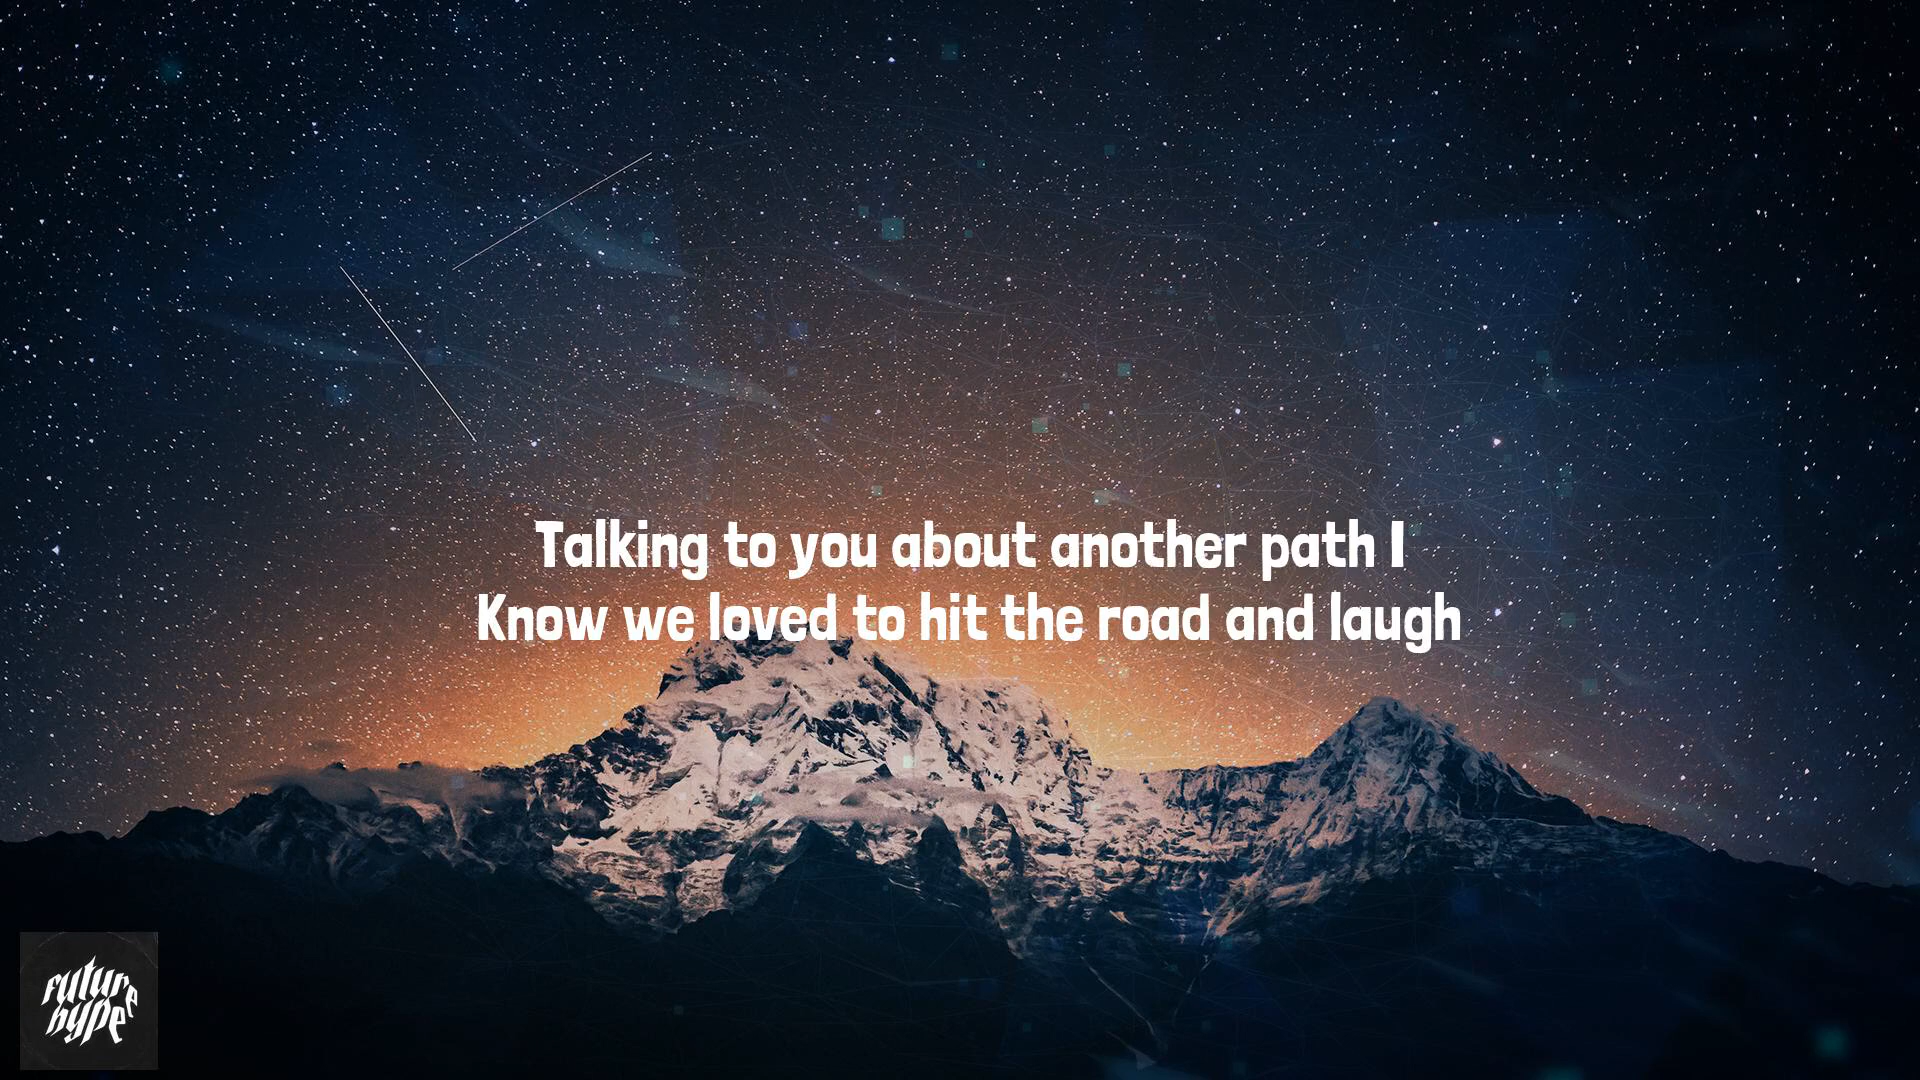 Talking to you about another path I
Know we loved to hit the road and laugh
future
hype